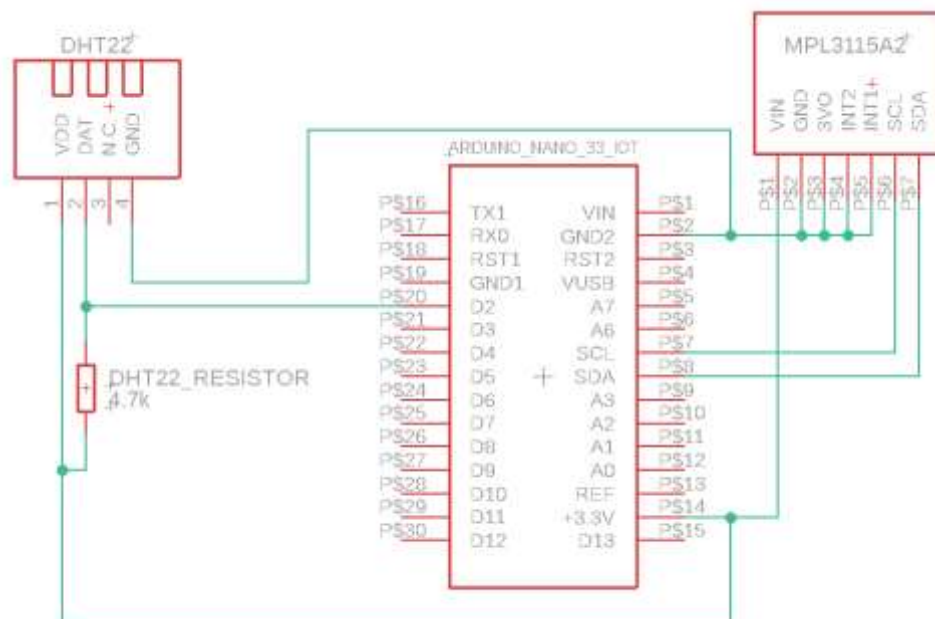 DHT22
VDD
DAT
N.C.
GND
1
2
3
4
MPL3115A2
VIN
GND
3VO
INT2
INT1
SCL
SDA
P$1
P$2
P$3
P$4
P$5
P$6
P$7
ARDUINO_NANO_33_IOT
P$16 TX1 VIN P$1
P$17 RX0 GND2 P$2
P$18 RST1 RST2 P$3
P$19 GND1 VUSB P$4
P$20 D2 A7 P$5
P$21 D3 A6 P$6
P$22 D4 SCL P$7
P$23 D5 SDA P$8
P$24 D6 A3 P$9
P$25 D7 A2 P$10
P$26 D8 A1 P$11
P$27 D9 A0 P$12
P$28 D10 REF P$13
P$29 D11 +3.3V P$14
P$30 D12 D13 P$15
DHT22_RESISTOR
4.7k